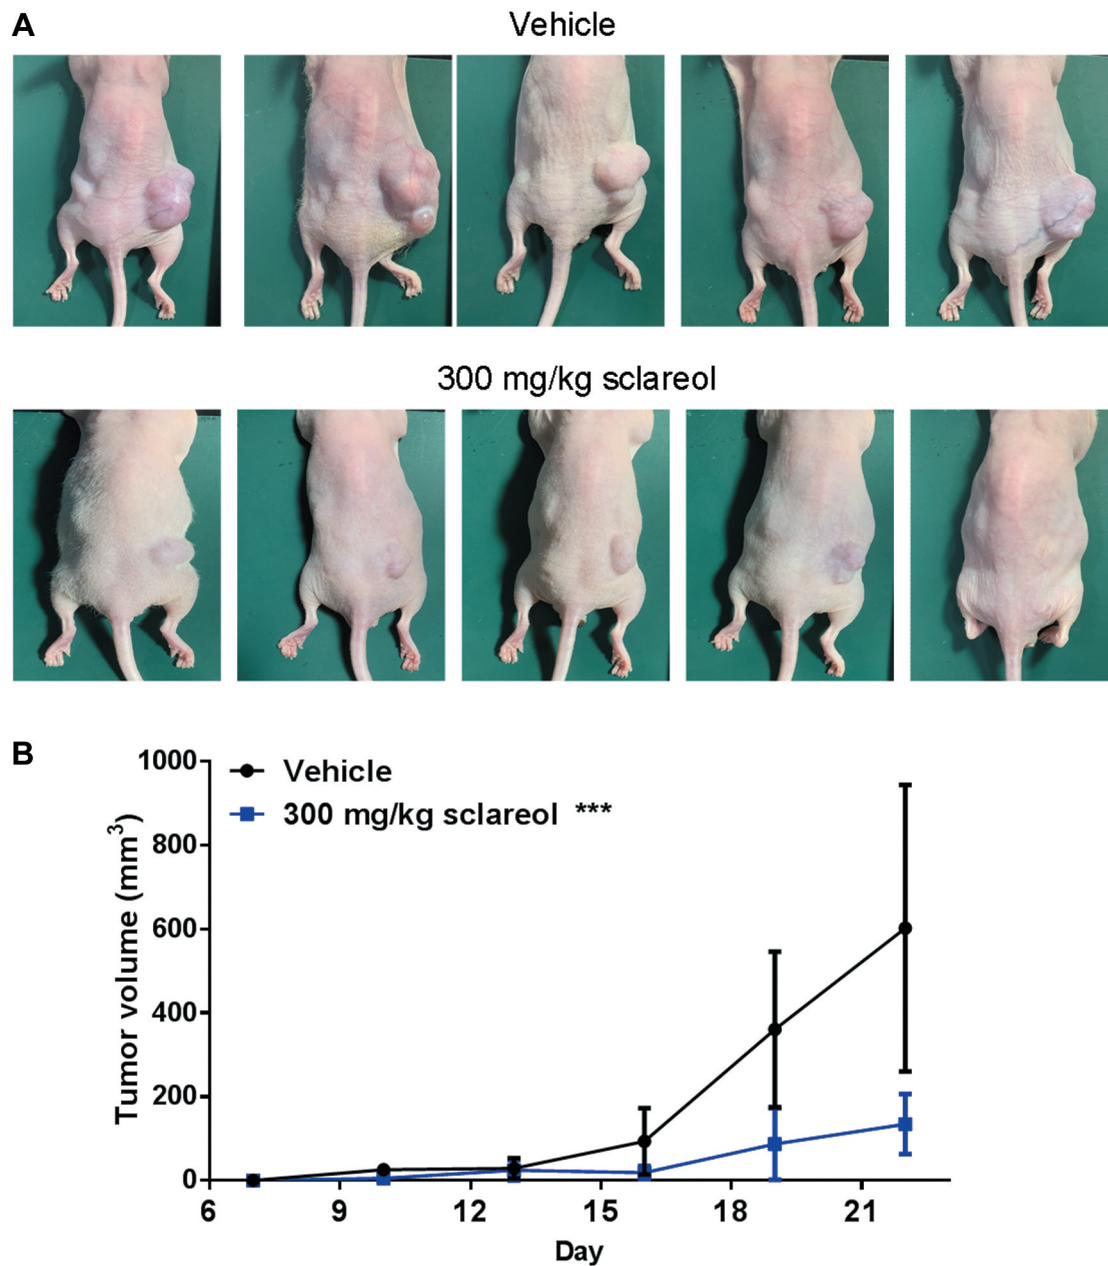 A
Vehicle
300 mg/kg sclareol
B
Vehicle
300 mg/kg sclareol ***
Tumor volume (mm³)
1000
800
600
400
200
0
6 9 12 15 18 21
Day